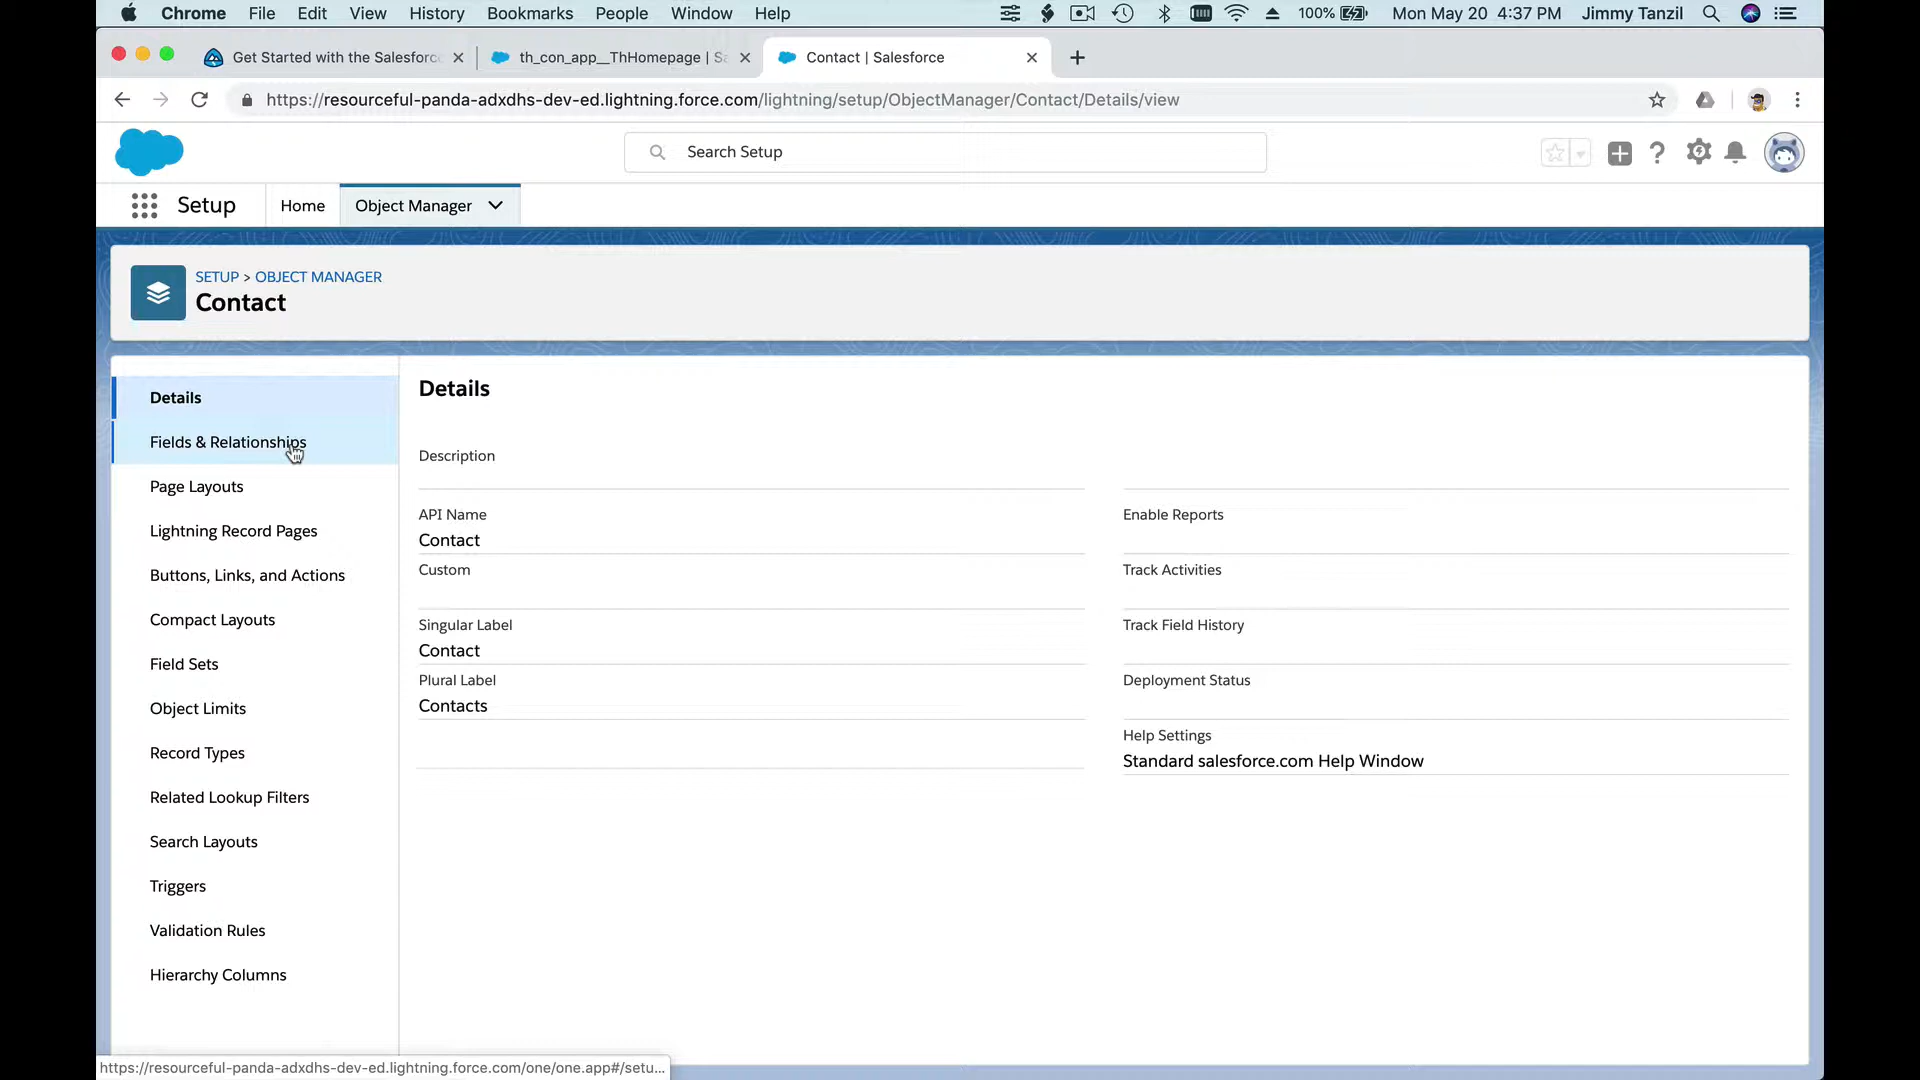 Chrome File Edit View History Bookmarks People Window Help 100% Mon May 20 4:37 PM Jimmy Tanzil
Get Started with the Salesforc th_con_app__ThHomepage | Sa Contact | Salesforce
https://resourceful-panda-adxdhs-dev-ed.lightning.force.com/lightning/setup/ObjectManager/Contact/Details/view
Search Setup
Setup Home Object Manager
SETUP > OBJECT MANAGER
Contact
Details
Fields & Relationships
Page Layouts
Lightning Record Pages
Buttons, Links, and Actions
Compact Layouts
Field Sets
Object Limits
Record Types
Related Lookup Filters
Search Layouts
Triggers
Validation Rules
Hierarchy Columns
Details
Description
API Name
Contact
Custom
Singular Label
Contact
Plural Label
Contacts
Enable Reports
Track Activities
Track Field History
Deployment Status
Help Settings
Standard salesforce.com Help Window
https://resourceful-panda-adxdhs-dev-ed.lightning.force.com/one/one.app#/setu...